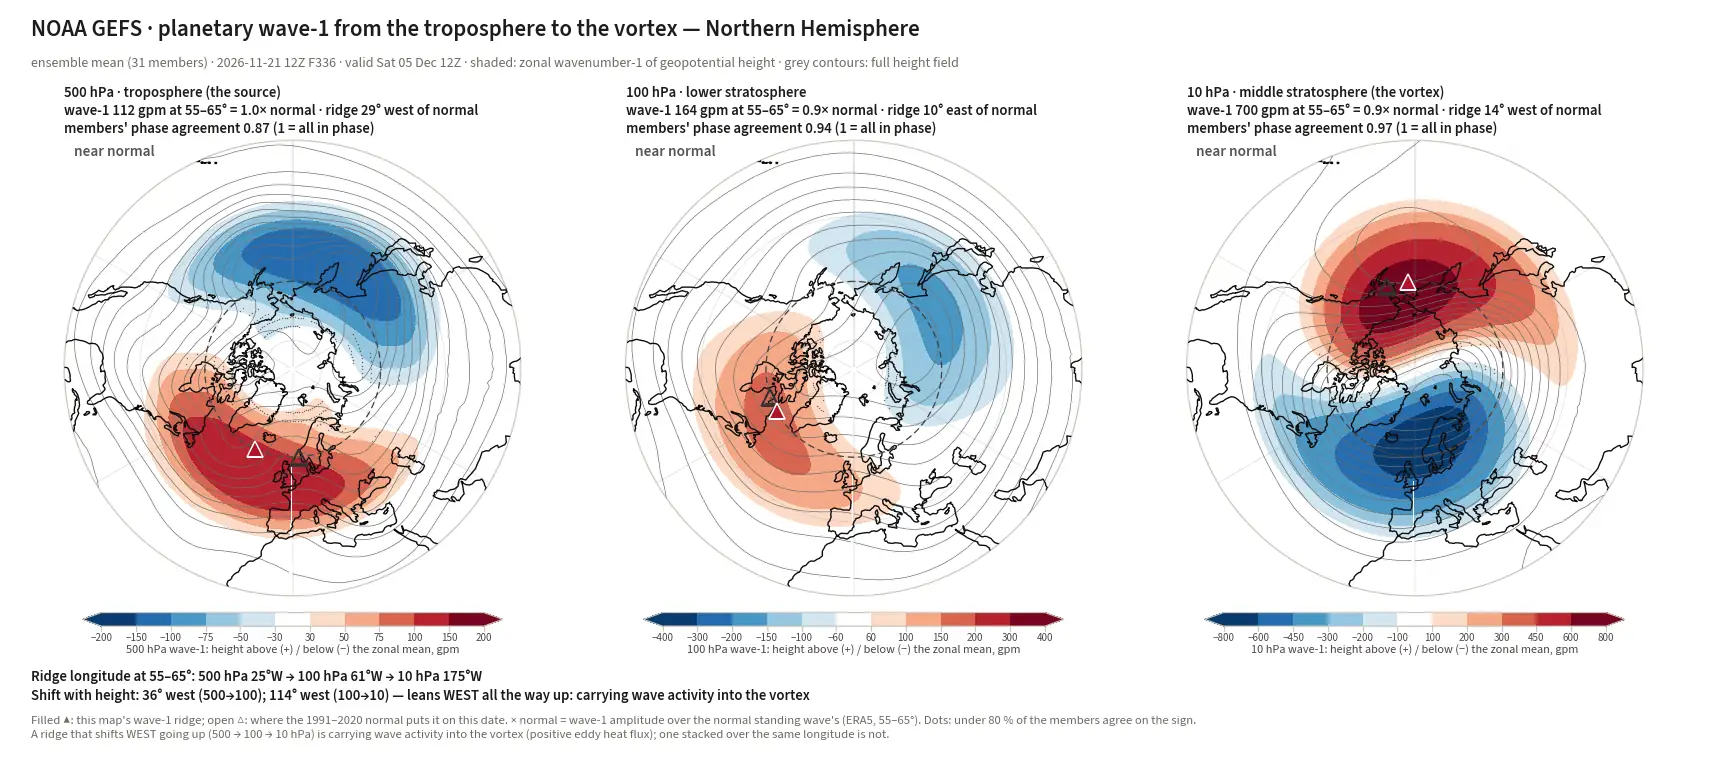 NOAA GEFS · planetary wave-1 from the troposphere to the vortex — Northern Hemisphere
ensemble mean (31 members) · 2026-11-21 12Z F336 · valid Sat 05 Dec 12Z · shaded: zonal wavenumber-1 of geopotential height · grey contours: full height field
500 hPa · troposphere (the source)
wave-1 112 gpm at 55–65° = 1.0× normal · ridge 29° west of normal
members' phase agreement 0.87 (1 = all in phase)
near normal
100 hPa · lower stratosphere
wave-1 164 gpm at 55–65° = 0.9× normal · ridge 10° east of normal
members' phase agreement 0.94 (1 = all in phase)
near normal
10 hPa · middle stratosphere (the vortex)
wave-1 700 gpm at 55–65° = 0.9× normal · ridge 14° west of normal
members' phase agreement 0.97 (1 = all in phase)
near normal
−200 −150 −100 −75 −50 −30 30 50 75 100 150 200
500 hPa wave-1: height above (+) / below (−) the zonal mean, gpm
−400 −300 −200 −150 −100 −60 60 100 150 200 300 400
100 hPa wave-1: height above (+) / below (−) the zonal mean, gpm
−800 −600 −450 −300 −200 −100 100 200 300 450 600 800
10 hPa wave-1: height above (+) / below (−) the zonal mean, gpm
Ridge longitude at 55–65°: 500 hPa 25°W → 100 hPa 61°W → 10 hPa 175°W
Shift with height: 36° west (500→100); 114° west (100→10) — leans WEST all the way up: carrying wave activity into the vortex
Filled ▲: this map's wave-1 ridge; open △: where the 1991–2020 normal puts it on this date. × normal = wave-1 amplitude over the normal standing wave's (ERA5, 55–65°). Dots: under 80 % of the members agree on the sign.
A ridge that shifts WEST going up (500 → 100 → 10 hPa) is carrying wave activity into the vortex (positive eddy heat flux); one stacked over the same longitude is not.